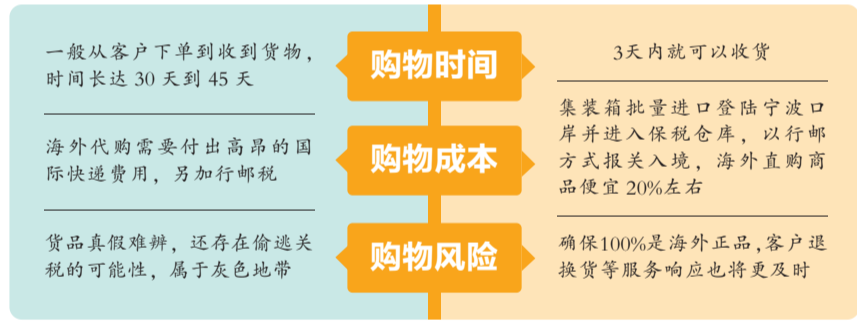 一般从客户下单到收到货物，
时间长达 30 天到 45 天
购物时间
3天内就可以收货
海外代购需要付出高昂的国
际快递费用，另加行邮税
购物成本
集装箱批量进口登陆宁波口
岸并进入保税仓库，以行邮
方式报关入境，海外直购商
品便宜 20%左右
货品真假难辨，还存在偷逃关
税的可能性，属于灰色地带
购物风险
确保100%是海外正品，客户退
换货等服务响应也将更及时